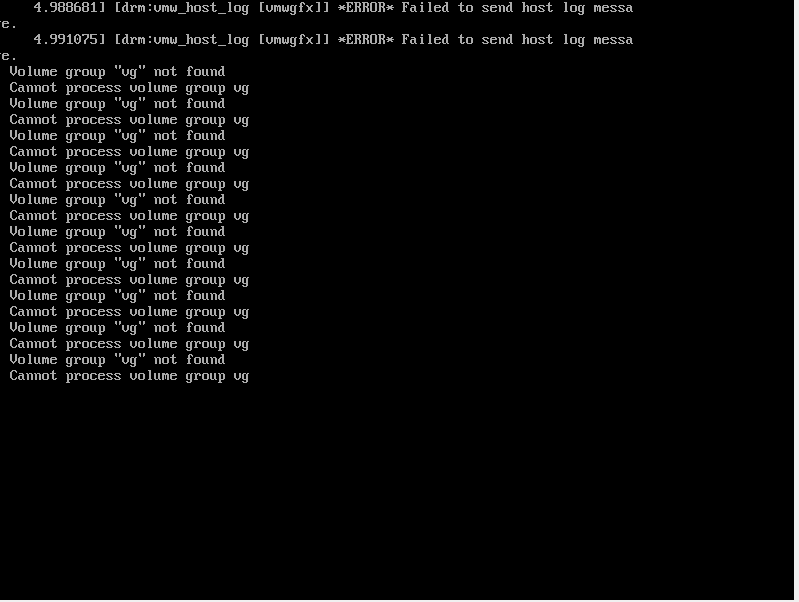 4.988681] [drm:vmw_host_log [vmwgfx]] *ERROR* Failed to send host log messa
e.
4.991075] [drm:vmw_host_log [vmwgfx]] *ERROR* Failed to send host log messa
e.
Volume group "vg" not found
Cannot process volume group vg
Volume group "vg" not found
Cannot process volume group vg
Volume group "vg" not found
Cannot process volume group vg
Volume group "vg" not found
Cannot process volume group vg
Volume group "vg" not found
Cannot process volume group vg
Volume group "vg" not found
Cannot process volume group vg
Volume group "vg" not found
Cannot process volume group vg
Volume group "vg" not found
Cannot process volume group vg
Volume group "vg" not found
Cannot process volume group vg
Volume group "vg" not found
Cannot process volume group vg